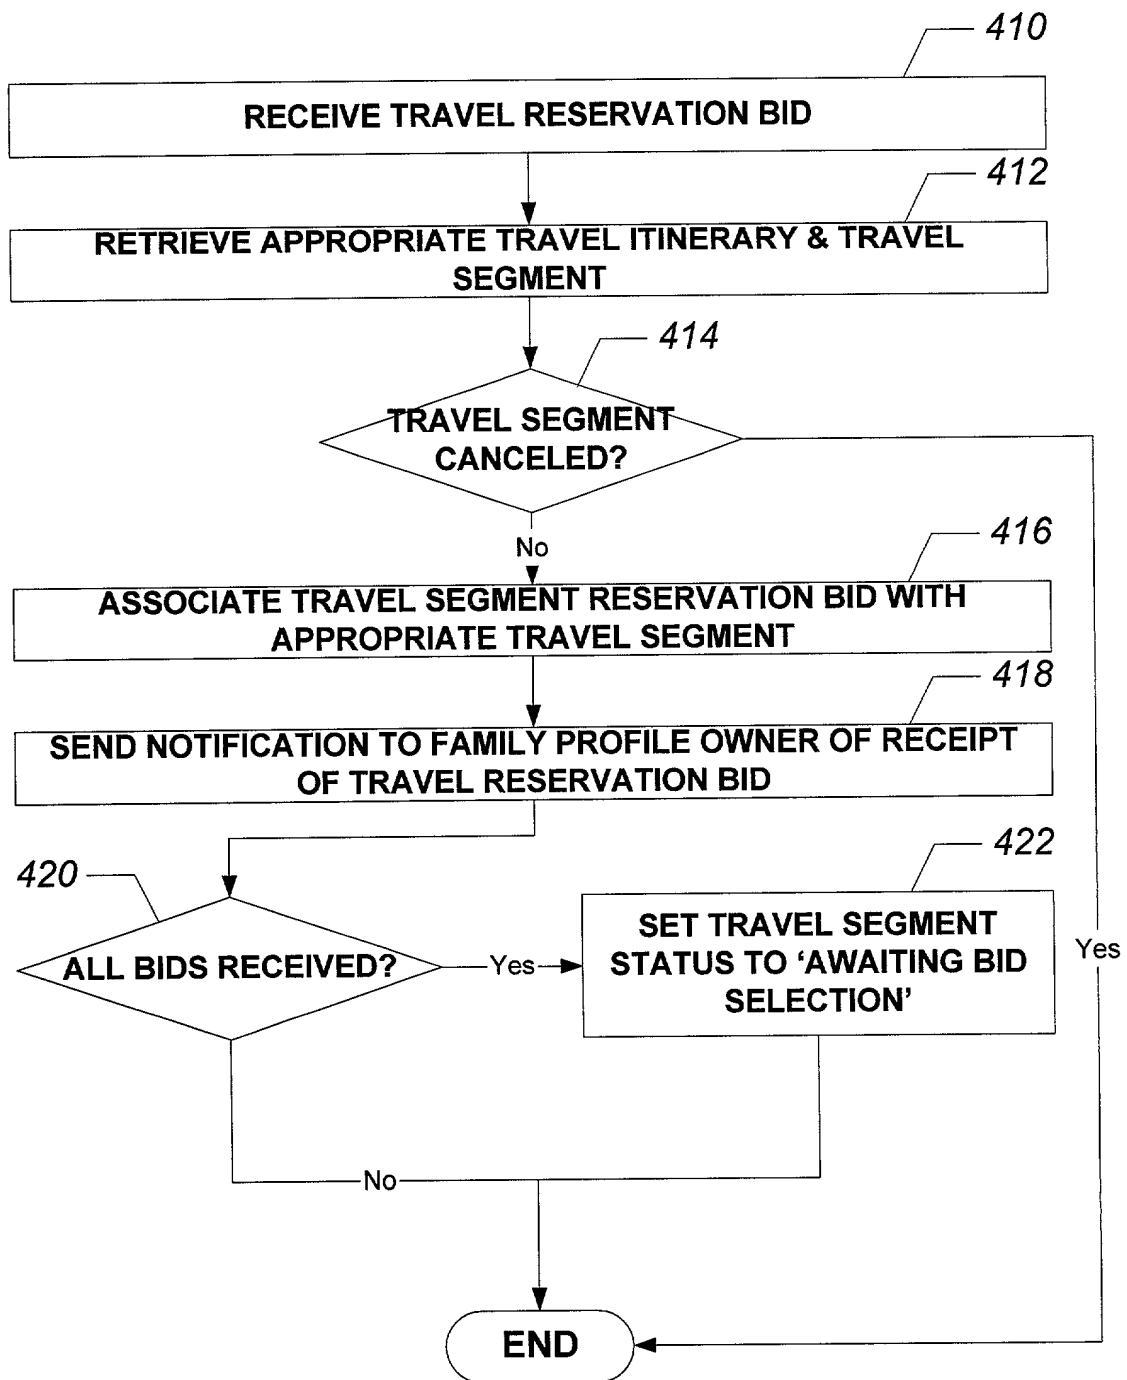 410
RECEIVE TRAVEL RESERVATION BID
412
RETRIEVE APPROPRIATE TRAVEL ITINERARY & TRAVEL
SEGMENT
414
TRAVEL SEGMENT
CANCELED?
No
416
ASSOCIATE TRAVEL SEGMENT RESERVATION BID WITH
APPROPRIATE TRAVEL SEGMENT
418
SEND NOTIFICATION TO FAMILY PROFILE OWNER OF RECEIPT
OF TRAVEL RESERVATION BID
420
ALL BIDS RECEIVED?
Yes
422
SET TRAVEL SEGMENT
STATUS TO ‘AWAITING BID
SELECTION’
Yes
No
END